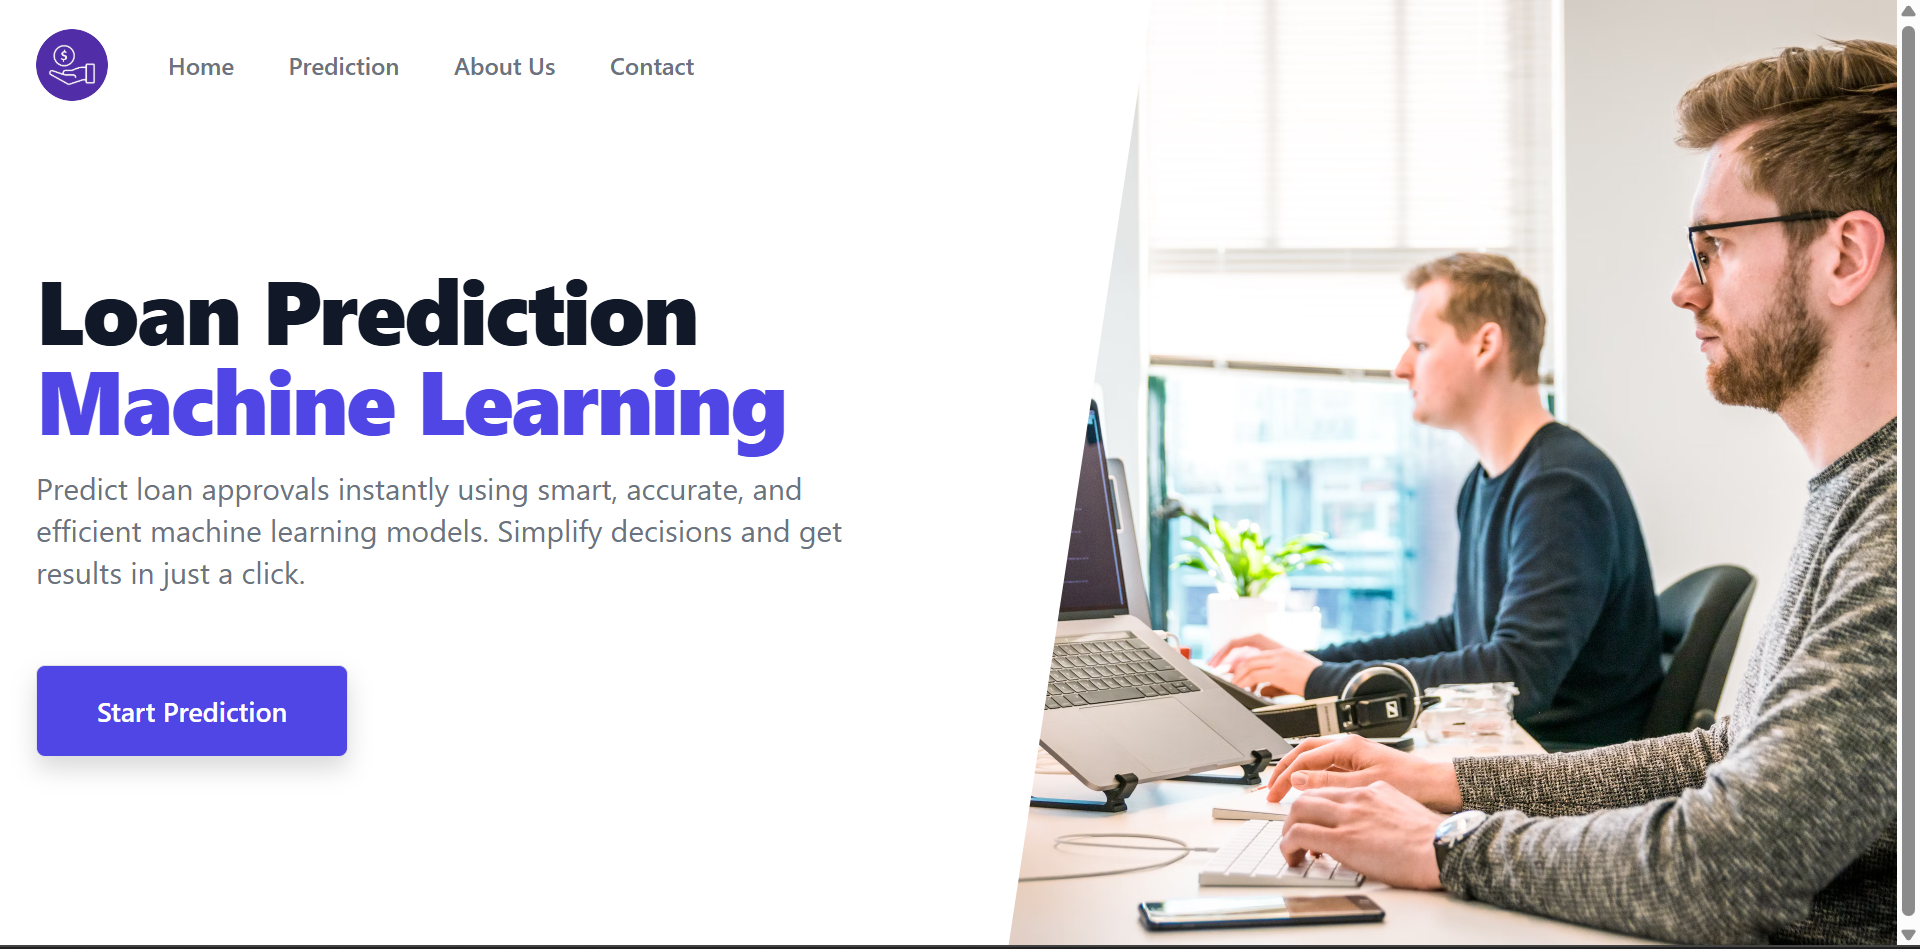 $
Home Prediction About Us Contact
Loan Prediction
Machine Learning
Predict loan approvals instantly using smart, accurate, and
efficient machine learning models. Simplify decisions and get
results in just a click.
Start Prediction